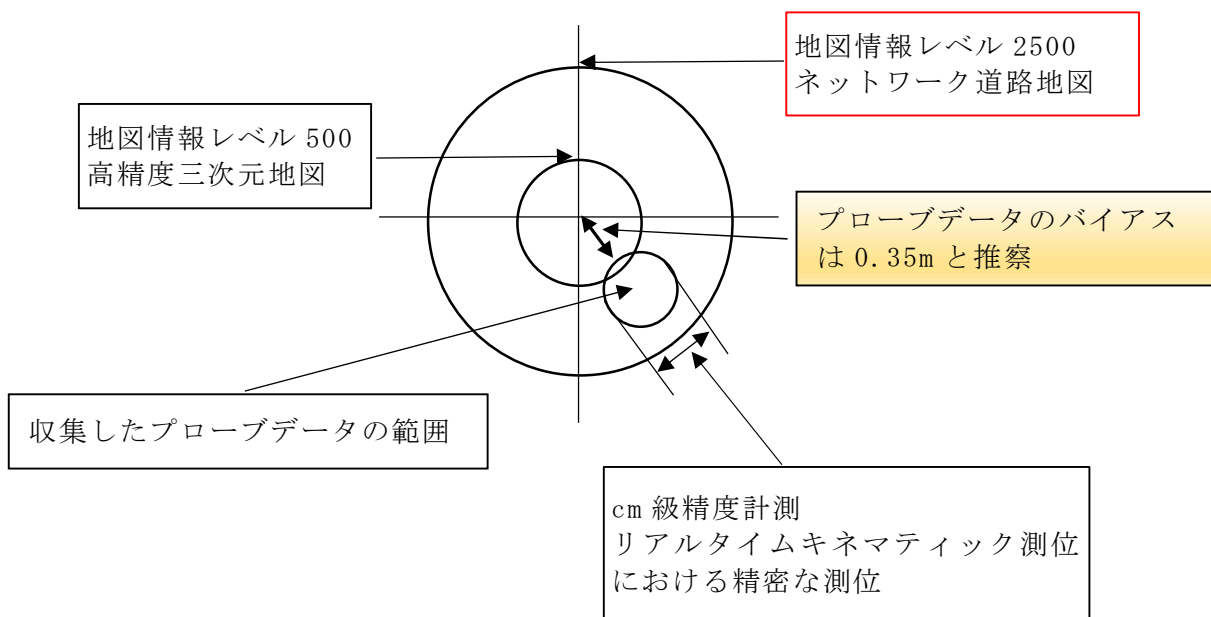 地図情報レベル 2500
ネットワーク道路地図
地図情報レベル 500
高精度三次元地図
プローブデータのバイアス
は 0.35m と推察
収集したプローブデータの範囲
cm 級精度計測
リアルタイムキネマティック測位
における精密な測位